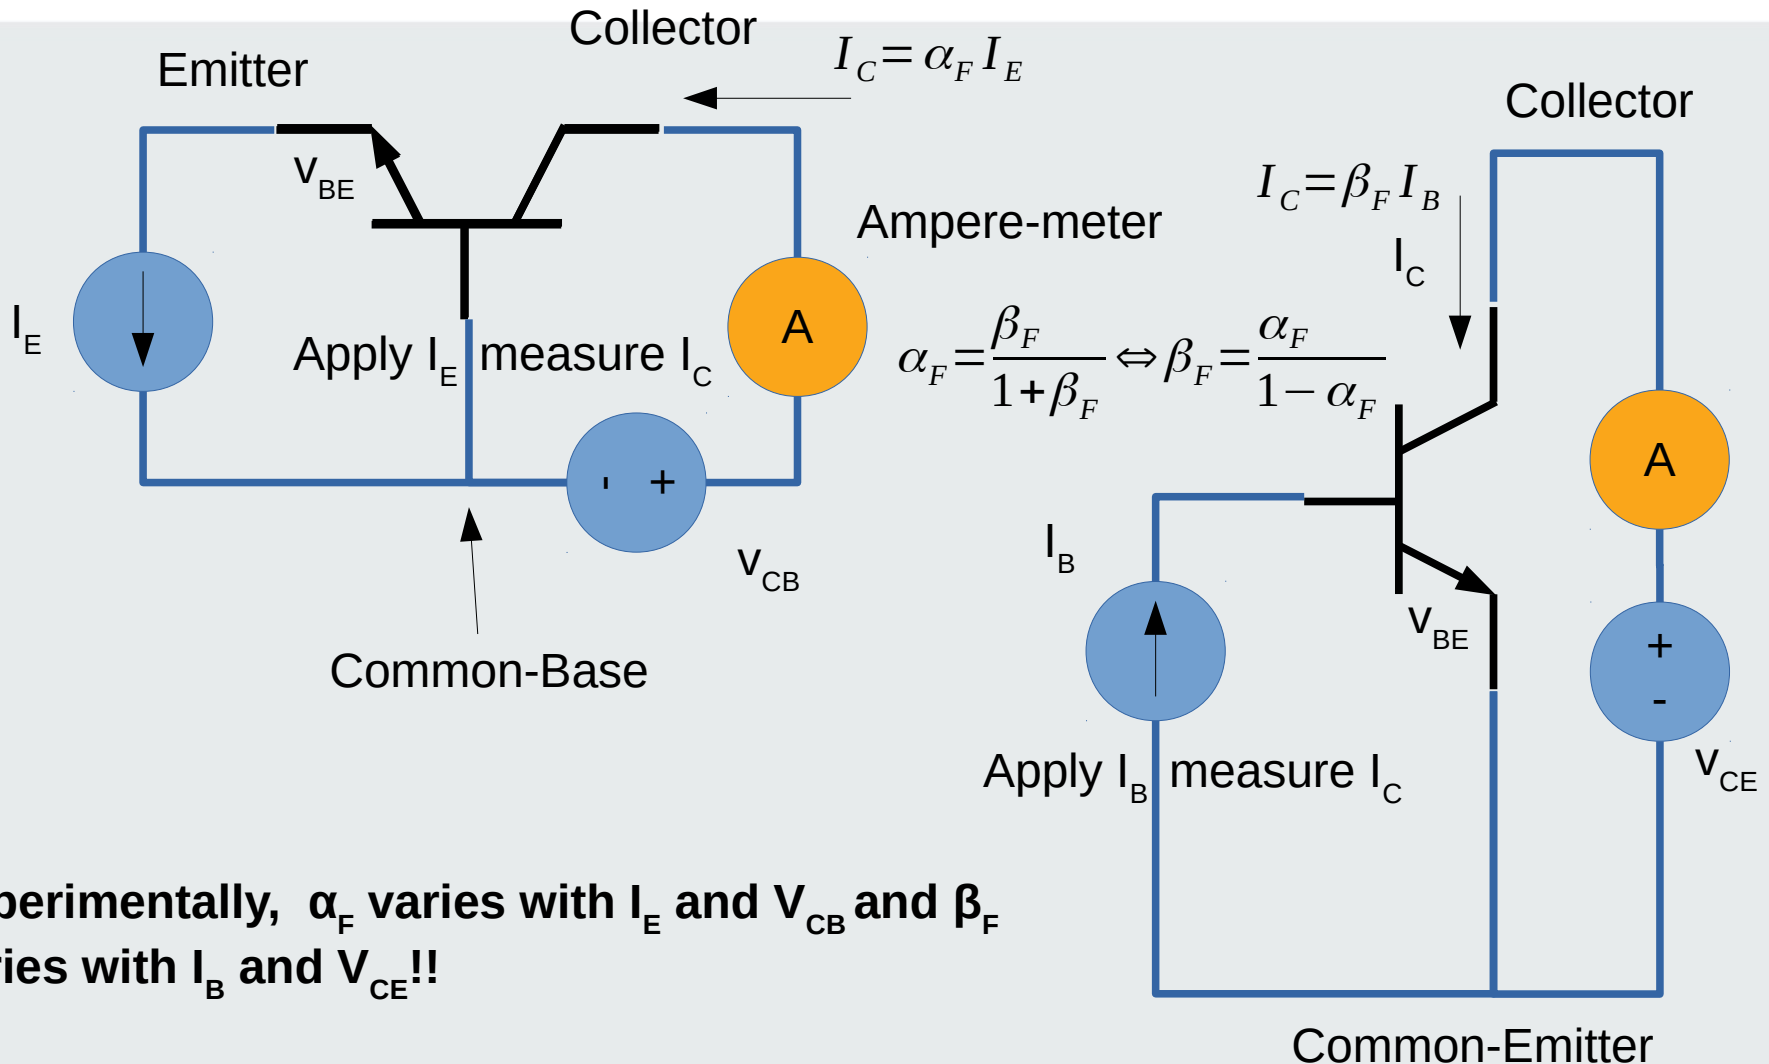 Collector
I_C = α_F I_E
Emitter
Collector
v_BE
I_C = β_F I_B
Ampere-meter
I_C
I_E
A
Apply I_E measure I_C
α_F = β_F / (1 + β_F) ⇔ β_F = α_F / (1 − α_F)
A
- +
I_B
v_CB
v_BE
+
-
Common-Base
Apply I_B measure I_C
v_CE
perimentally, α_F varies with I_E and V_CB and β_F
ries with I_B and V_CE!!
Common-Emitter